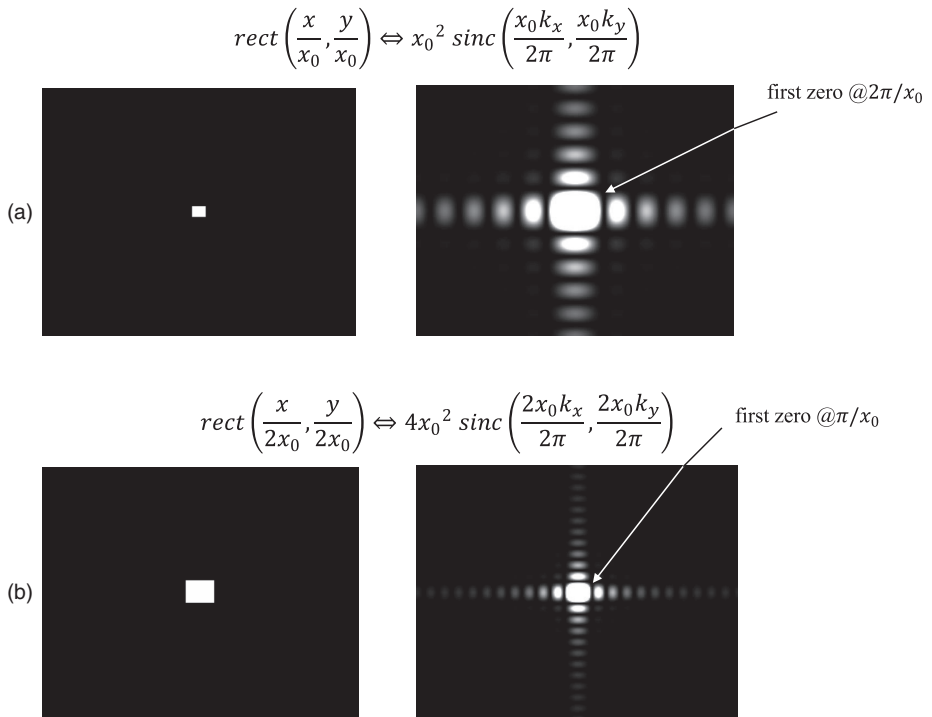 rect(x/x₀, y/x₀) ⇔ x₀² sinc(x₀kₓ/2π, x₀k_y/2π)
first zero @2π/x₀
(a)
rect(x/2x₀, y/2x₀) ⇔ 4x₀² sinc(2x₀kₓ/2π, 2x₀k_y/2π)
first zero @π/x₀
(b)